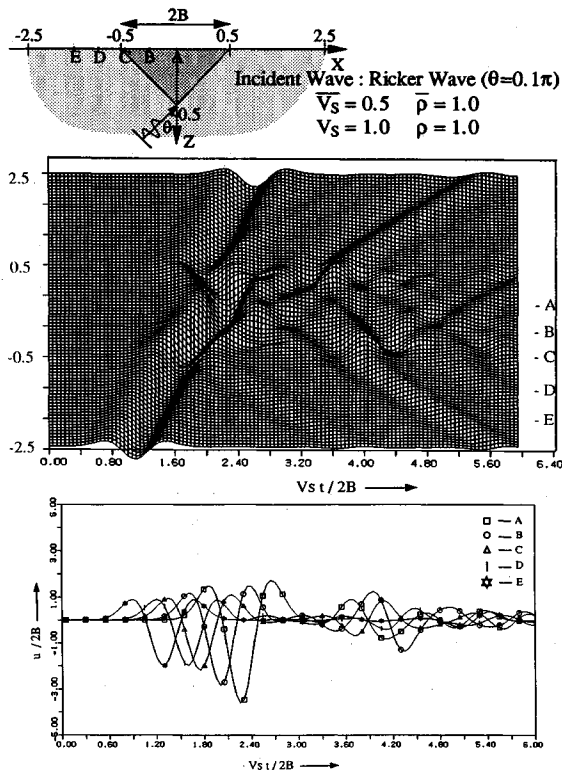 2B
-2.5 -0.5 0.5 2.5
E D C B A X
Incident Wave : Ricker Wave (θ=0.1π)
0.5
θ
Z
V̅s̅ = 0.5 ρ̅ = 1.0
Vs = 1.0 ρ = 1.0
2.5
0.5
-0.5
-2.5
- A
- B
- C
- D
- E
0.00 0.80 1.60 2.40 3.20 4.00 4.80 5.60 6.40
Vs t / 2B
u / 2B
5.00
3.00
1.00
-1.00
-3.00
-5.00
— A
— B
— C
— D
— E
0.00 0.60 1.20 1.80 2.40 3.00 3.60 4.20 4.80 5.40 6.00
Vs t / 2B